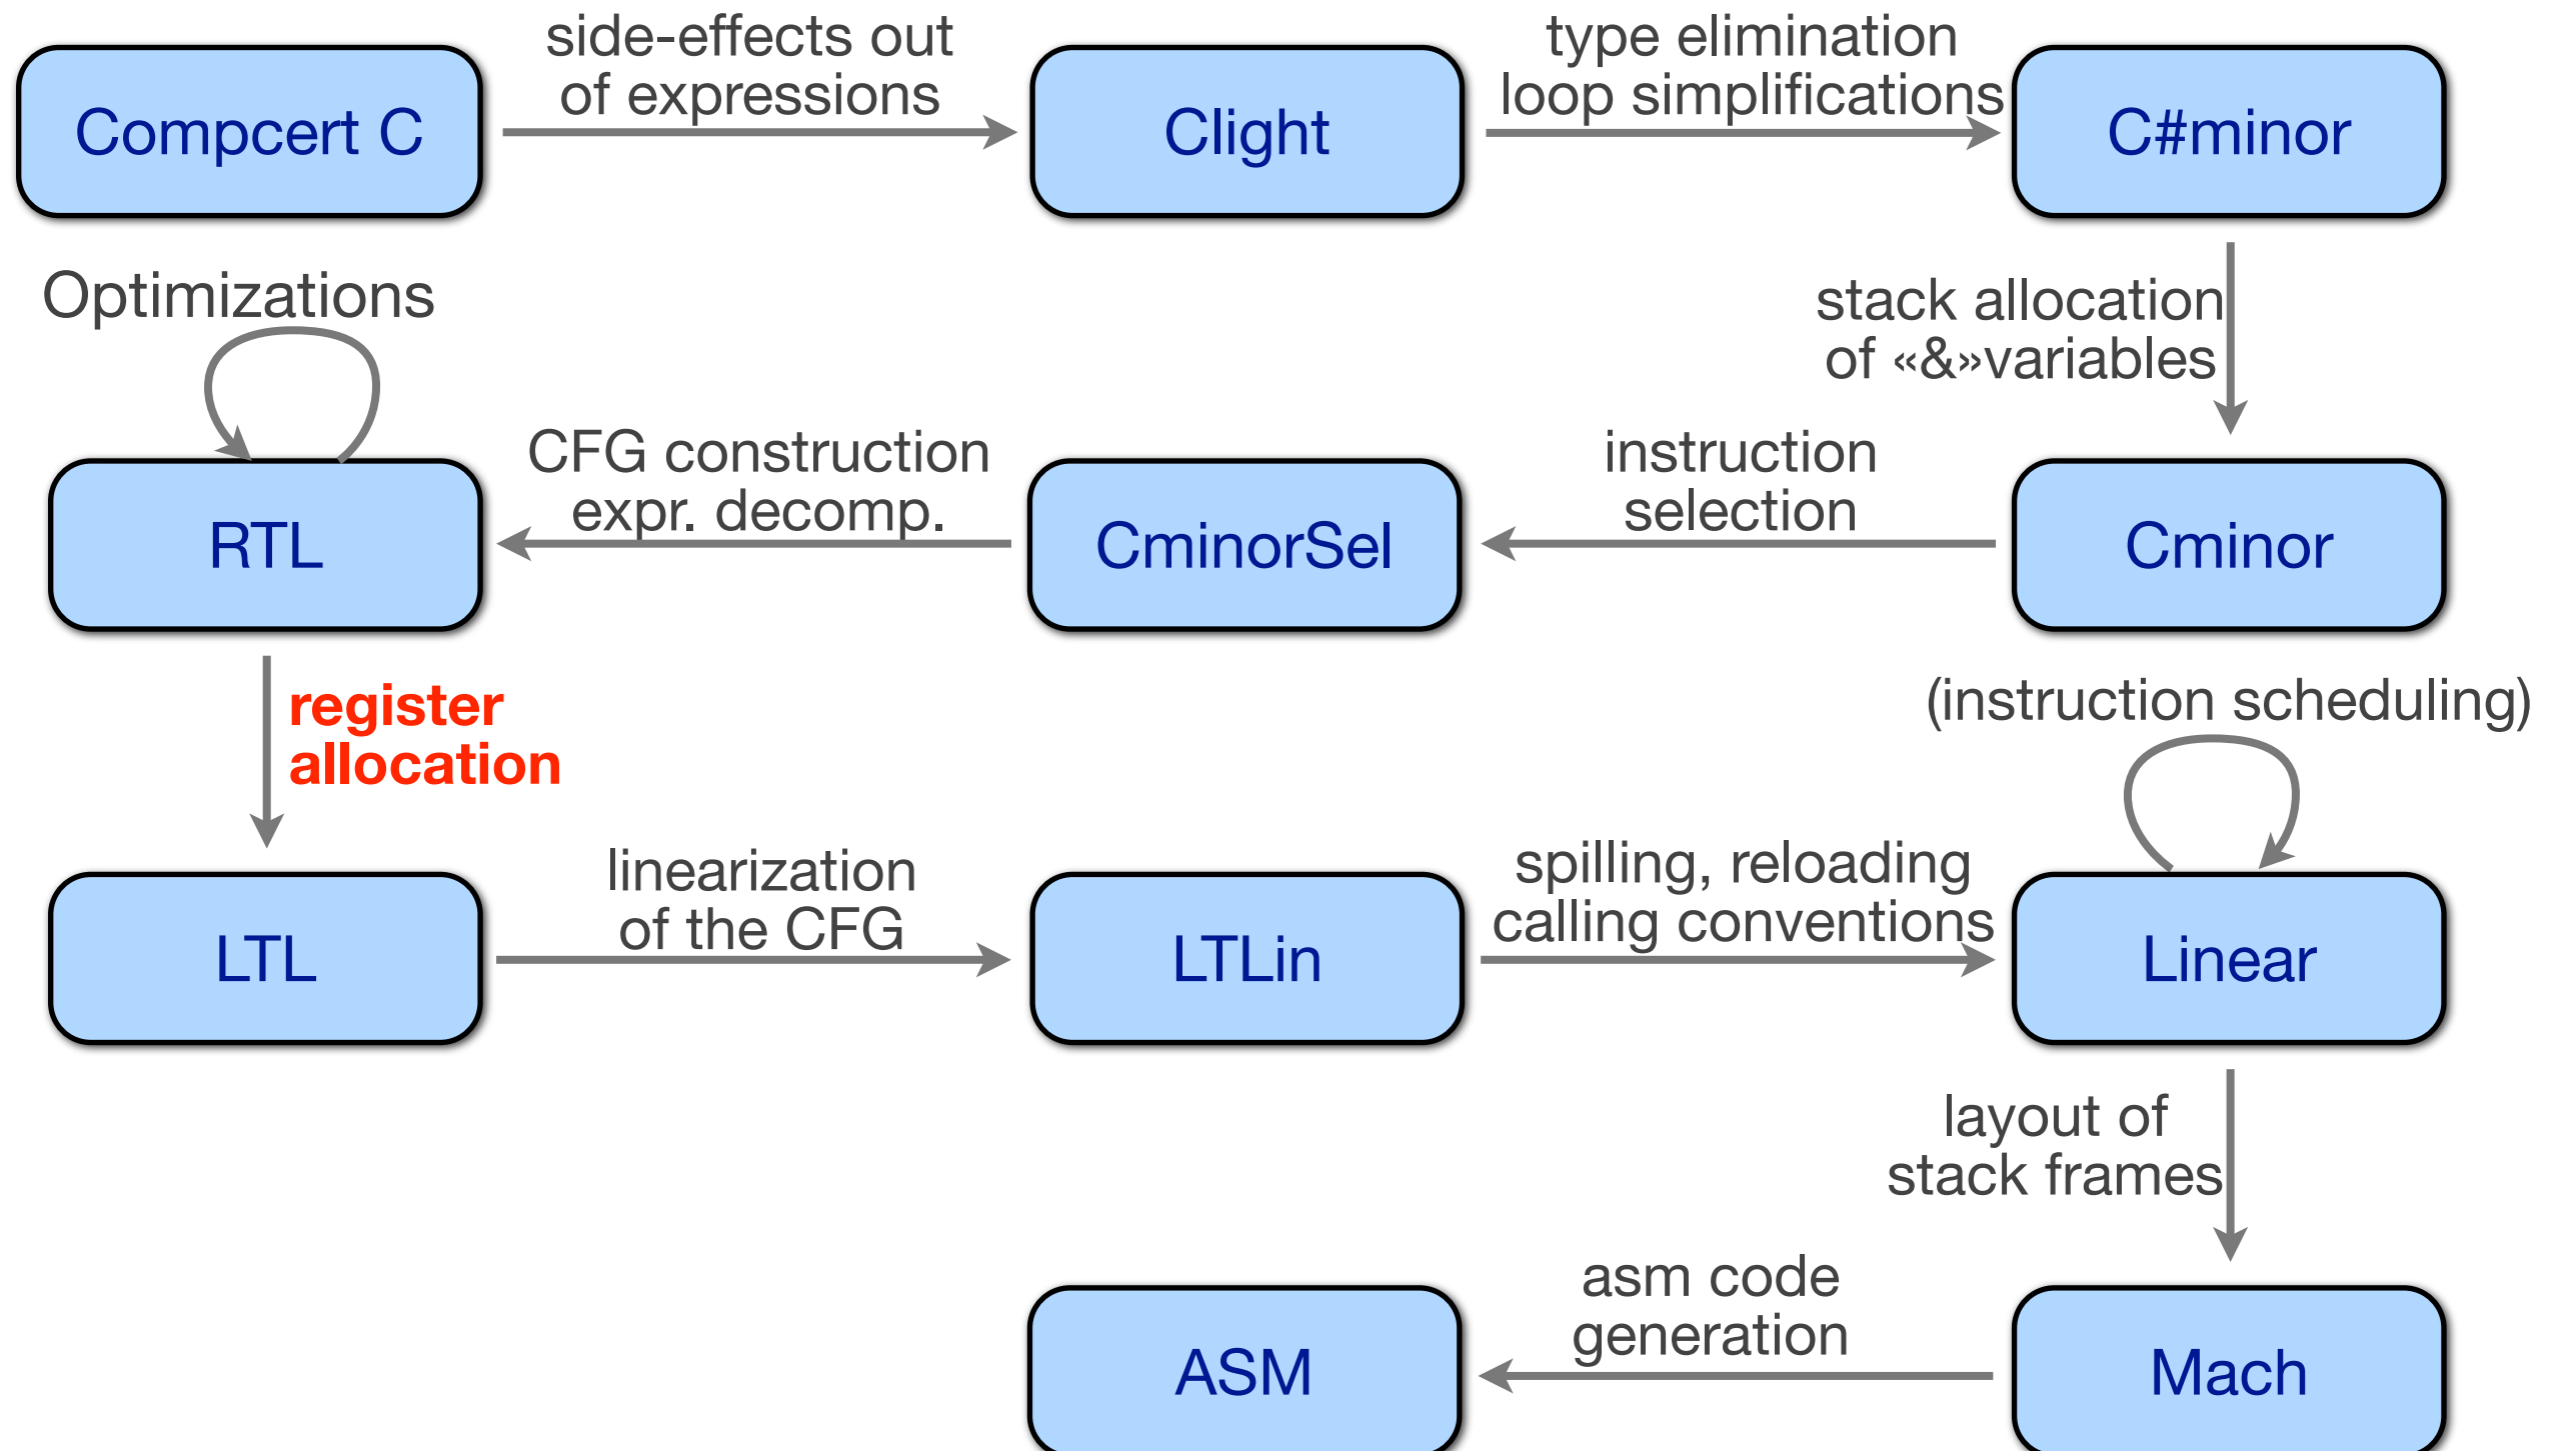 side-effects out
of expressions
type elimination
loop simplifications
Compcert C
Clight
C#minor
Optimizations
stack allocation
of «&»variables
CFG construction
expr. decomp.
instruction
selection
RTL
CminorSel
Cminor
register
allocation
(instruction scheduling)
linearization
of the CFG
spilling, reloading
calling conventions
LTL
LTLin
Linear
layout of
stack frames
asm code
generation
ASM
Mach